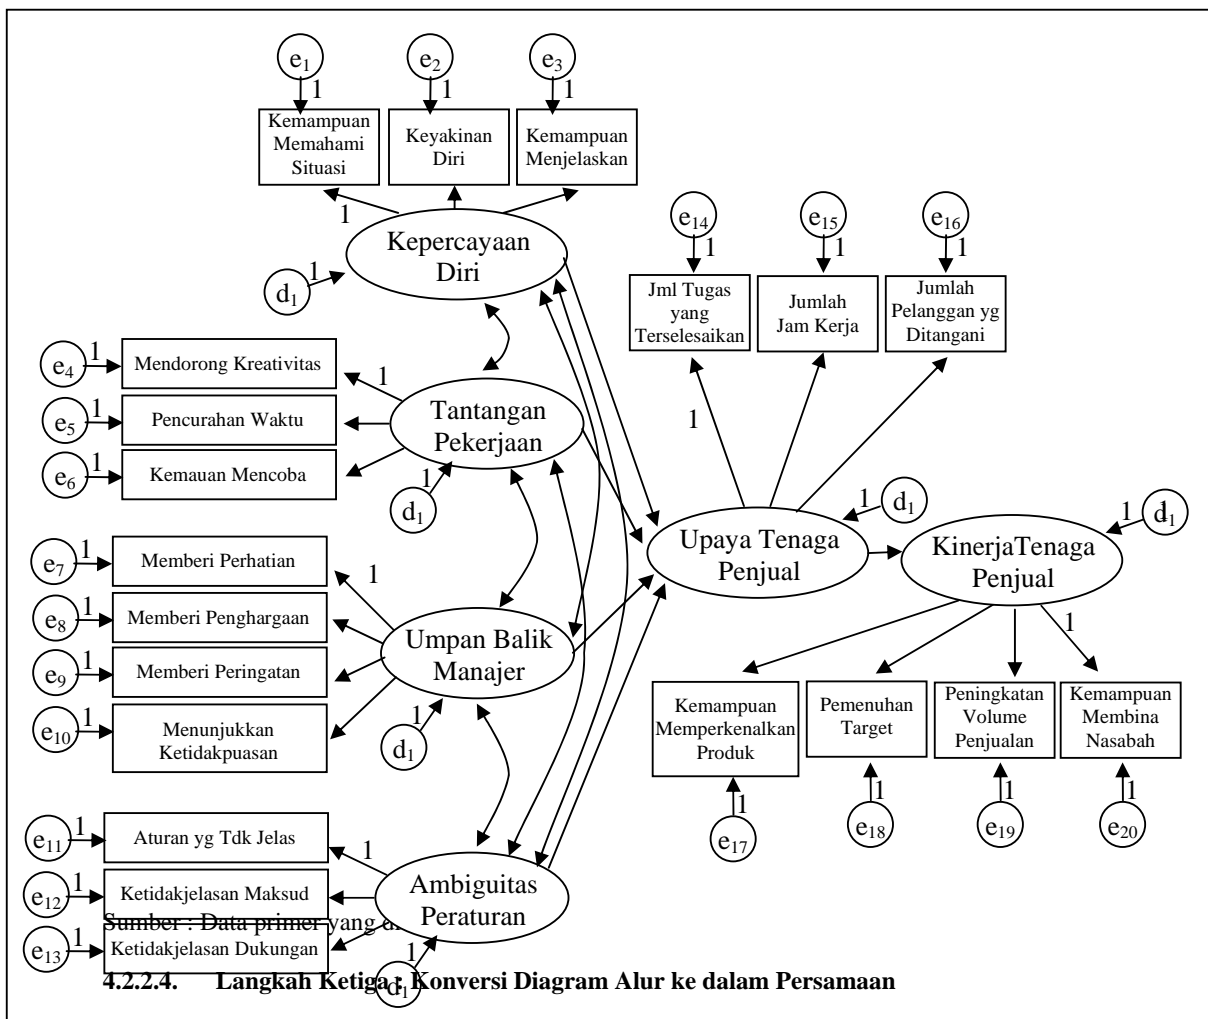 e1
e2
e3
1
1
1
Kemampuan
Memahami
Situasi
Keyakinan
Diri
Kemampuan
Menjelaskan
1
Kepercayaan
Diri
1
d1
e14
e15
e16
1
1
1
Jml Tugas
yang
Terselesaikan
Jumlah
Jam Kerja
Jumlah
Pelanggan yg
Ditangani
1
e4
1
Mendorong Kreativitas
e5
1
Pencurahan Waktu
e6
1
Kemauan Mencoba
1
Tantangan
Pekerjaan
1
d1
Upaya Tenaga
Penjual
1
d1
KinerjaTenaga
Penjual
1
d1
e7
1
Memberi Perhatian
e8
1
Memberi Penghargaan
e9
1
Memberi Peringatan
e10
1
Menunjukkan
Ketidakpuasan
1
Umpan Balik
Manajer
1
d1
1
Kemampuan
Memperkenalkan
Produk
Pemenuhan
Target
Peningkatan
Volume
Penjualan
Kemampuan
Membina
Nasabah
1
1
1
1
e17
e18
e19
e20
e11
1
Aturan yg Tdk Jelas
e12
1
Ketidakjelasan Maksud
e13
1
Ketidakjelasan Dukungan
1
Ambiguitas
Peraturan
1
d1
Sumber : Data primer yang
4.2.2.4. Langkah Ketiga : Konversi Diagram Alur ke dalam Persamaan